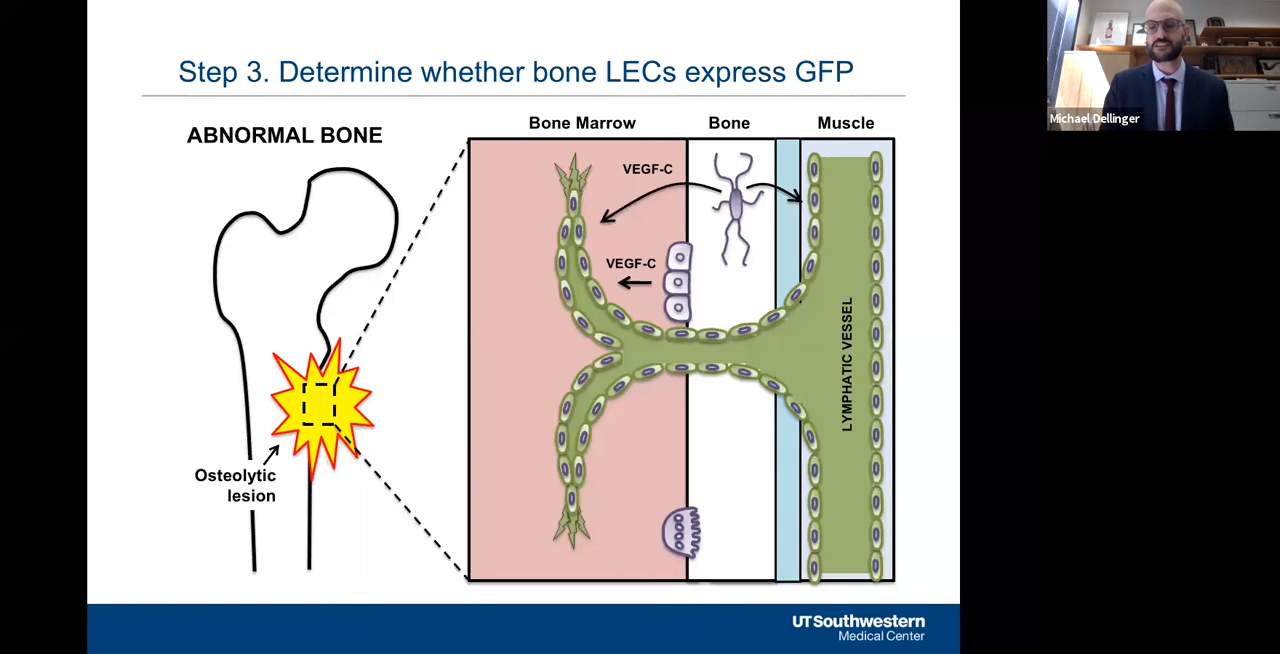 Step 3. Determine whether bone LECs express GFP
Michael Dellinger
ABNORMAL BONE
Bone Marrow
Bone
Muscle
VEGF-C
VEGF-C
LYMPHATIC VESSEL
Osteolytic
lesion
UTSouthwestern
Medical Center